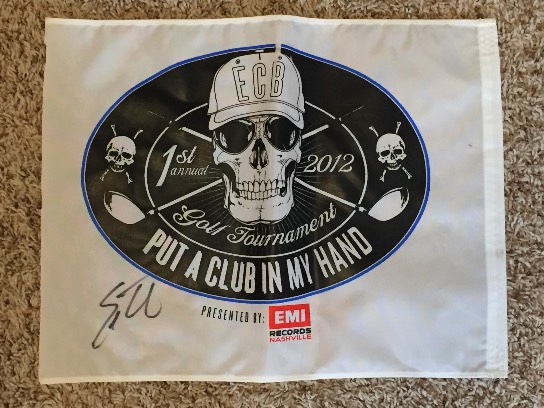 ECB
1st
annual
2012
Golf Tournament
PUT A CLUB IN MY HAND
PRESENTED BY: EMI
RECORDS
NASHVILLE